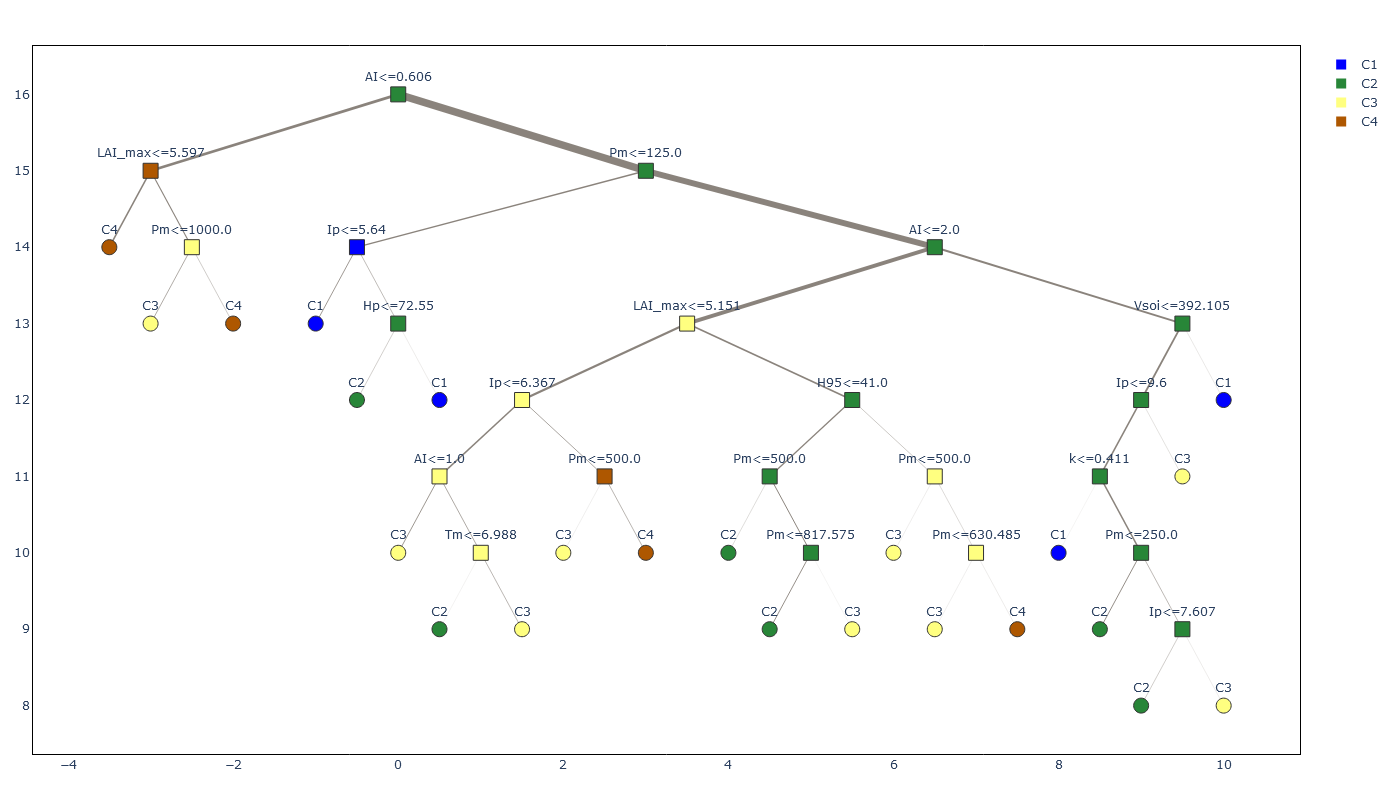 C1
C2
C3
C4
AI<=0.606
16
LAI_max<=5.597
Pm<=125.0
15
C4
Pm<=1000.0
Ip<=5.64
AI<=2.0
14
C3
C4
C1
Hp<=72.55
LAI_max<=5.151
Vsoi<=392.105
13
C2
C1
Ip<=6.367
H95<=41.0
Ip<=9.6
C1
12
AI<=1.0
Pm<=500.0
Pm<=500.0
Pm<=500.0
k<=0.411
C3
11
C3
Tm<=6.988
C3
C4
C2
Pm<=817.575
C3
Pm<=630.485
C1
Pm<=250.0
10
C2
C3
C2
C3
C3
C4
C2
Ip<=7.607
9
C2
C3
8
−4
−2
0
2
4
6
8
10